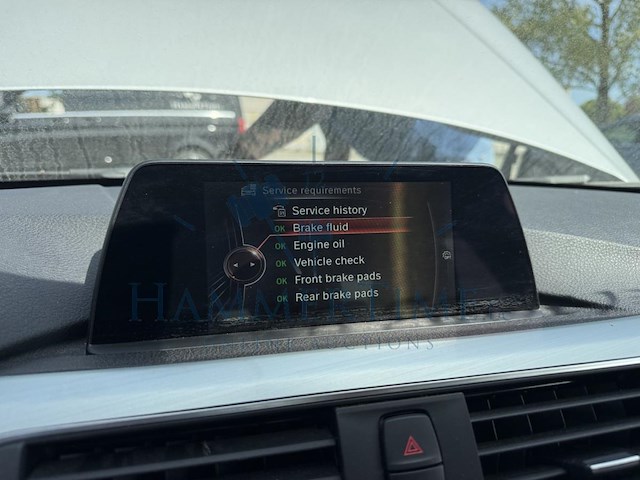 Service requirements
Service history
OK Brake fluid
OK Engine oil
OK Vehicle check
OK Front brake pads
OK Rear brake pads
HAMMERTIME